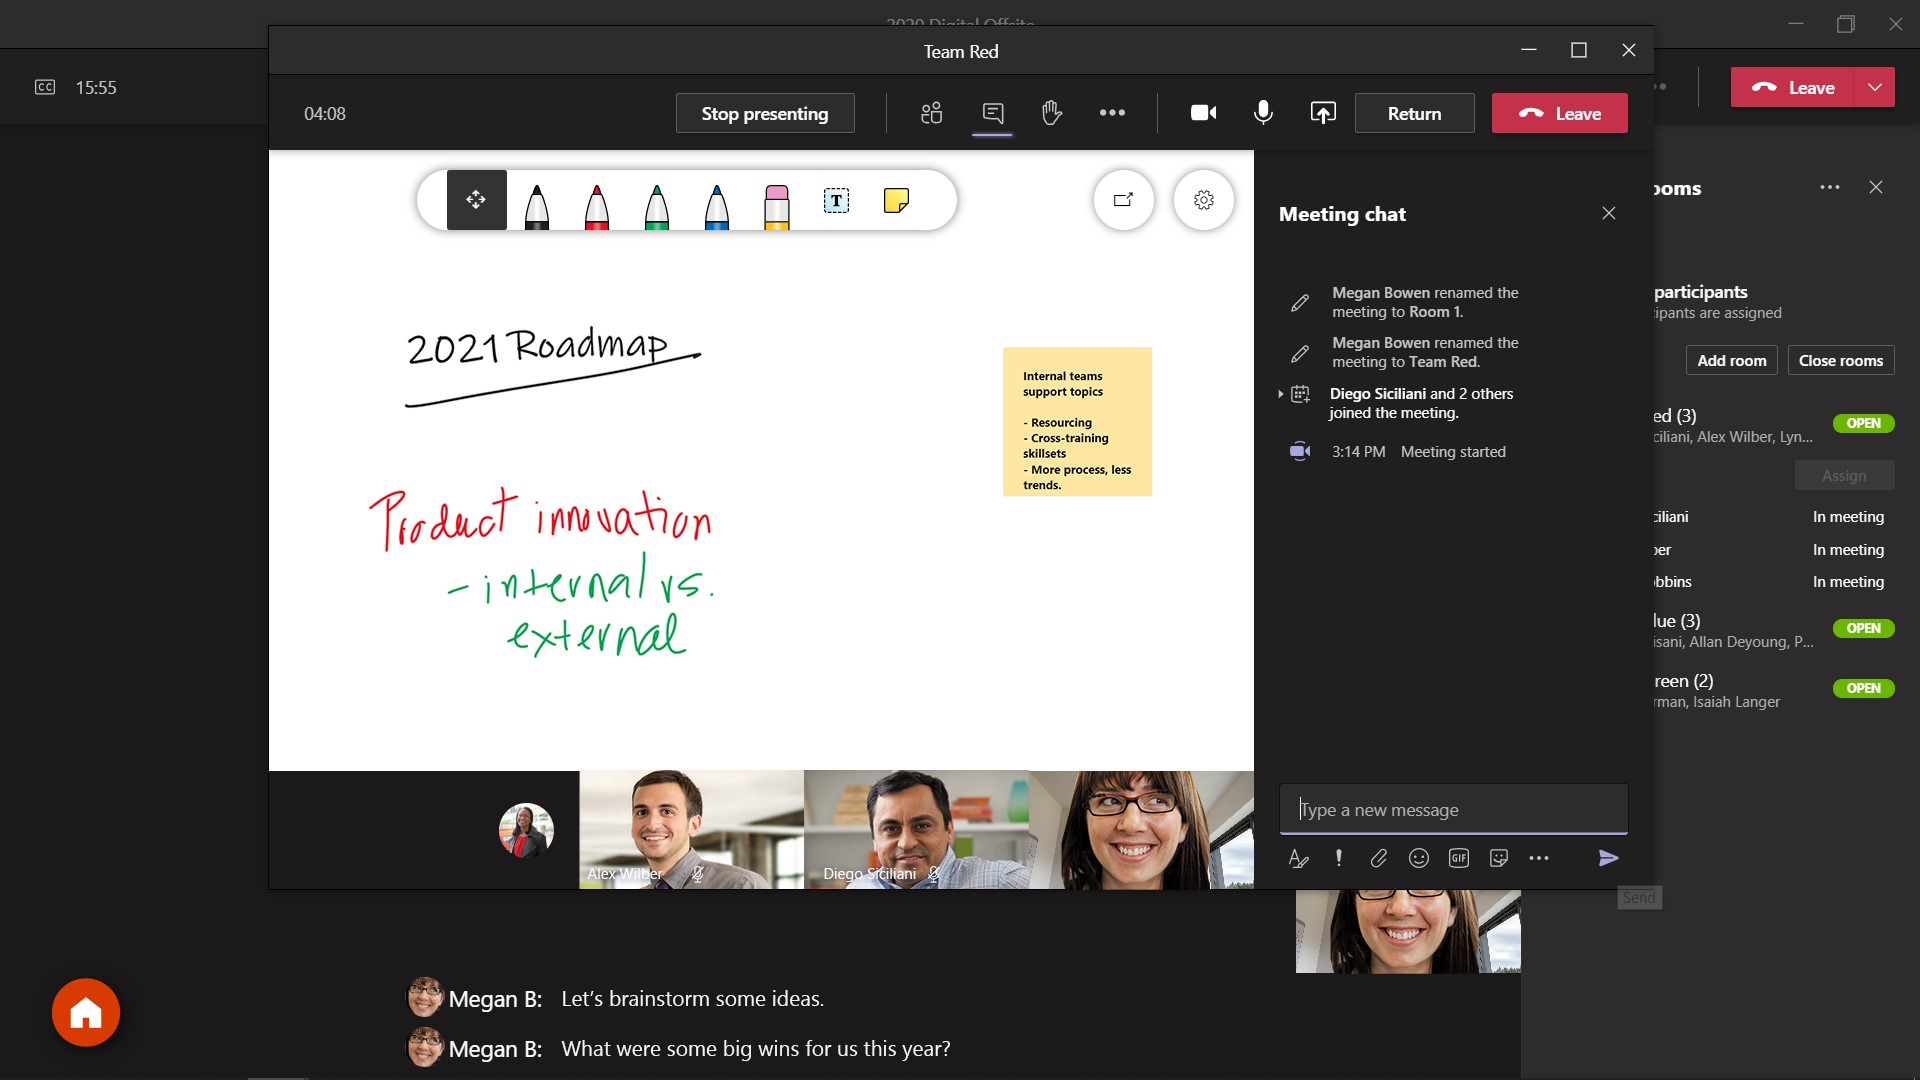 2020 Digital Offsite
Team Red
CC
15:55
Leave
04:08
Stop presenting
Return
Leave
T
ooms
Meeting chat
2021 Roadmap
Internal teams
support topics
- Resourcing
- Cross-training
skillsets
- More process, less
trends.
Product innovation
- internal vs.
external
Megan Bowen renamed the
meeting to Room 1.
Megan Bowen renamed the
meeting to Team Red.
Diego Siciliani and 2 others
joined the meeting.
3:14 PM Meeting started
participants
ipants are assigned
Add room
Close rooms
ed (3)
OPEN
ciliani, Alex Wilber, Lyn...
Assign
ciliani
In meeting
ber
In meeting
bbins
In meeting
lue (3)
OPEN
isani, Allan Deyoung, P...
reen (2)
OPEN
rman, Isaiah Langer
Type a new message
GIF
Send
Alex Wilber
Diego Siciliani
Megan B: Let's brainstorm some ideas.
Megan B: What were some big wins for us this year?